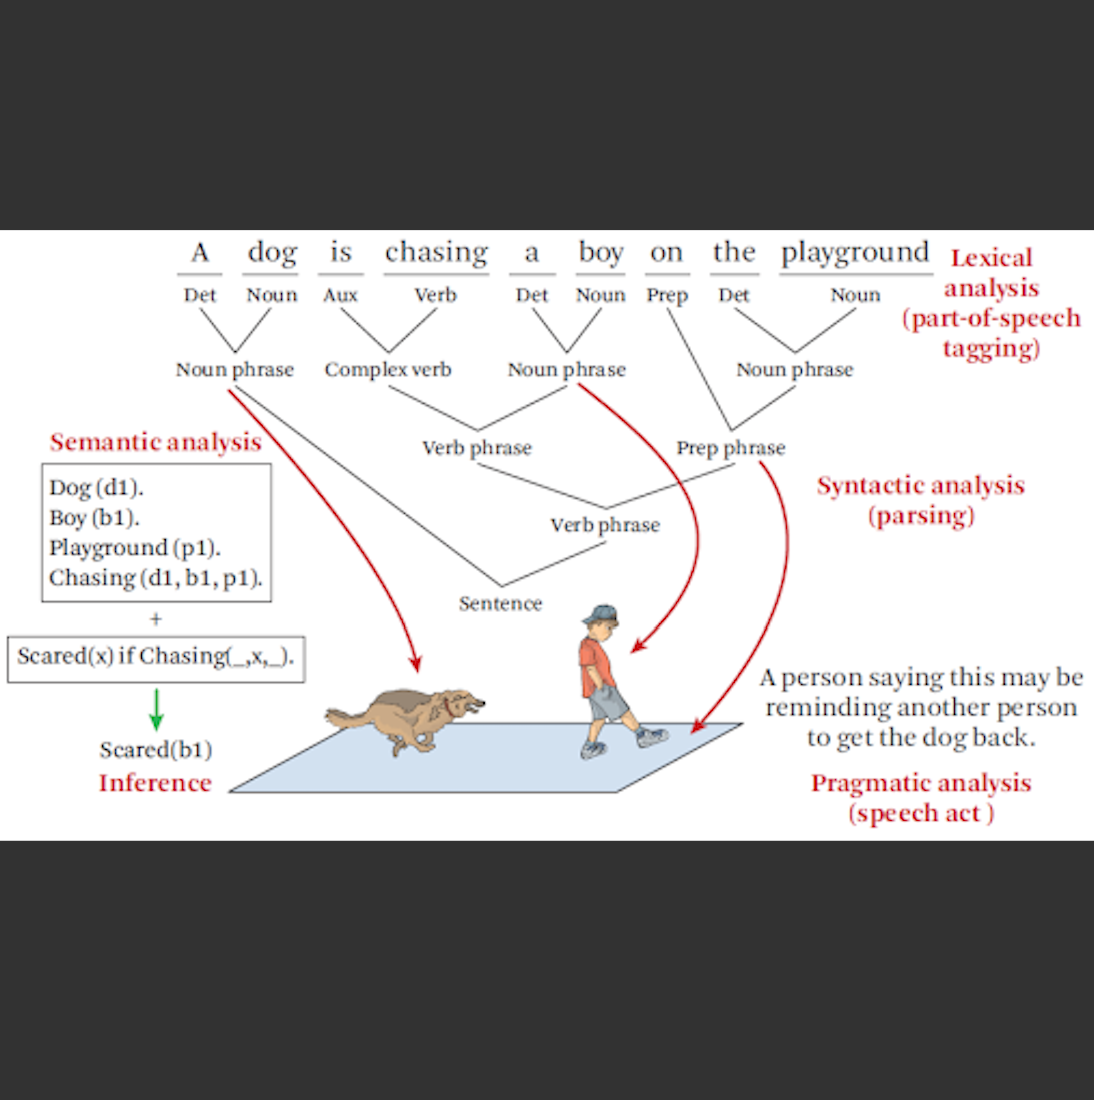 A dog is chasing a boy on the playground
Det Noun Aux Verb Det Noun Prep Det Noun
Lexical
analysis
(part-of-speech
tagging)
Noun phrase Complex verb Noun phrase Noun phrase
Verb phrase Prep phrase
Verb phrase
Sentence
Syntactic analysis
(parsing)
Semantic analysis
Dog (d1).
Boy (b1).
Playground (p1).
Chasing (d1, b1, p1).
+
Scared(x) if Chasing(_,x,_).
Scared(b1)
Inference
A person saying this may be
reminding another person
to get the dog back.
Pragmatic analysis
(speech act )